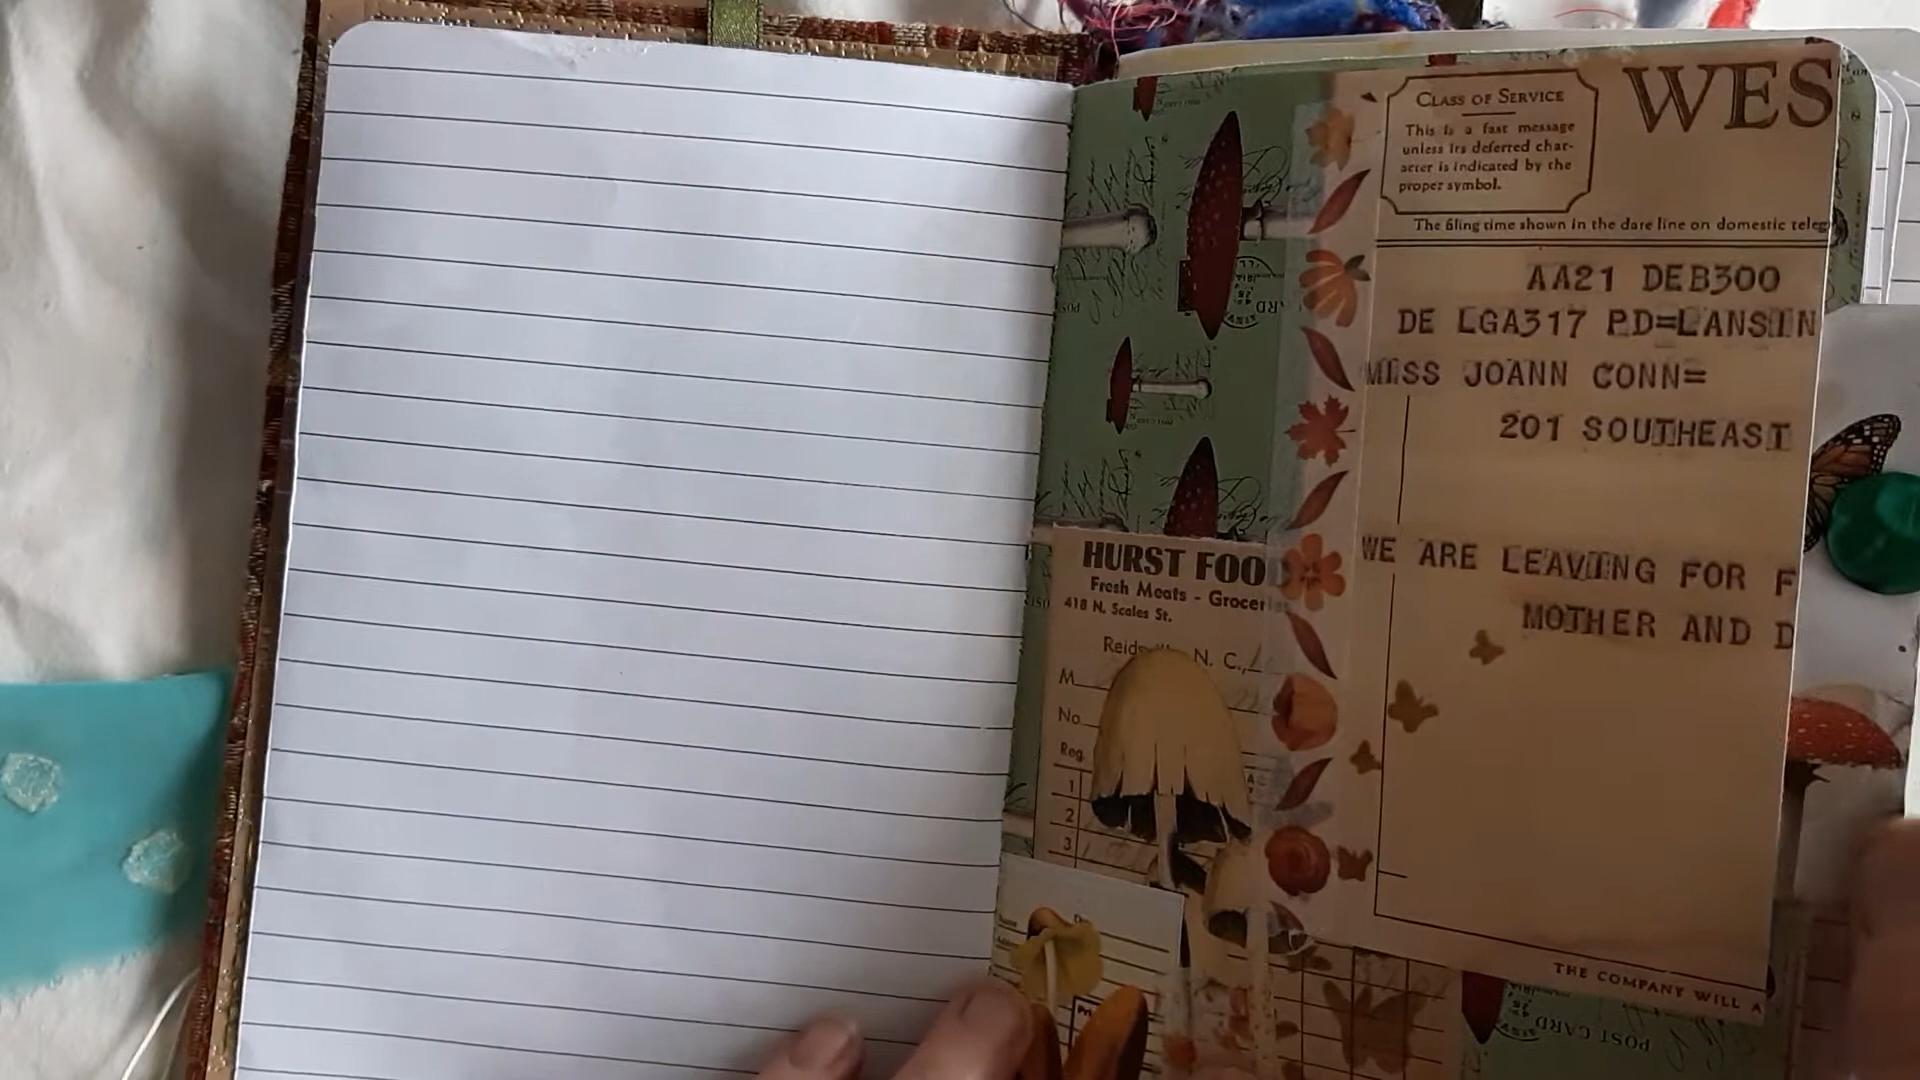 CLASS OF SERVICE
This is a fast message
unless its deferred char-
acter is indicated by the
proper symbol.
WES
The filing time shown in the date line on domestic teleg
AA21 DEB300
DE LGA317 PD=LANSIN
MISS JOANN CONN=
201 SOUTHEAST
WE ARE LEAVING FOR F
MOTHER AND D
THE COMPANY WILL A
HURST FOO
Fresh Meats - Groceries
418 N. Scales St.
Reids N. C.,
M
No.
Reg.
1
2
3
POST CARD